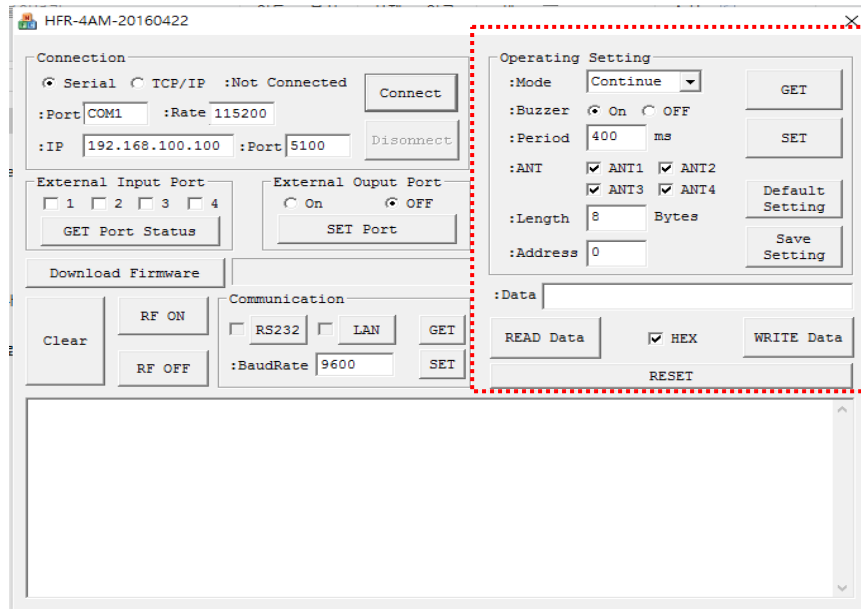 HFR-4AM-20160422
Connection
Serial TCP/IP :Not Connected
Connect
:Port COM1 :Rate 115200
:IP 192.168.100.100 :Port 5100
Disonnect
External Input Port
1 2 3 4
GET Port Status
External Ouput Port
On OFF
SET Port
Download Firmware
Clear
RF ON
RF OFF
Communication
RS232 LAN GET
:BaudRate 9600 SET
Operating Setting
:Mode Continue
GET
:Buzzer On OFF
:Period 400 ms
SET
:ANT ANT1 ANT2
ANT3 ANT4
Default
Setting
:Length 8 Bytes
:Address 0
Save
Setting
:Data
READ Data HEX WRITE Data
RESET